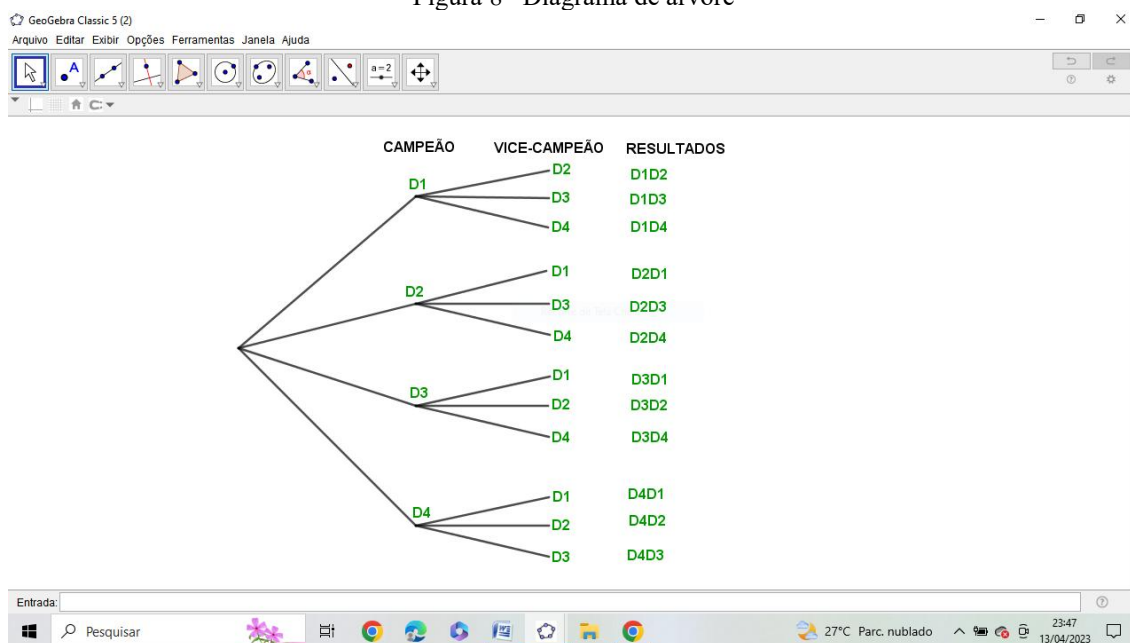 Figura 8 - Diagrama de árvore
GeoGebra Classic 5 (2)
Arquivo Editar Exibir Opções Ferramentas Janela Ajuda
A
a=2
CAMPEÃO VICE-CAMPEÃO RESULTADOS
D1 D2 D1D2
D3 D1D3
D4 D1D4
D2 D1 D2D1
D3 D2D3
D4 D2D4
D3 D1 D3D1
D2 D3D2
D4 D3D4
D4 D1 D4D1
D2 D4D2
D3 D4D3
Entrada:
Pesquisar
27°C Parc. nublado
23:47
13/04/2023